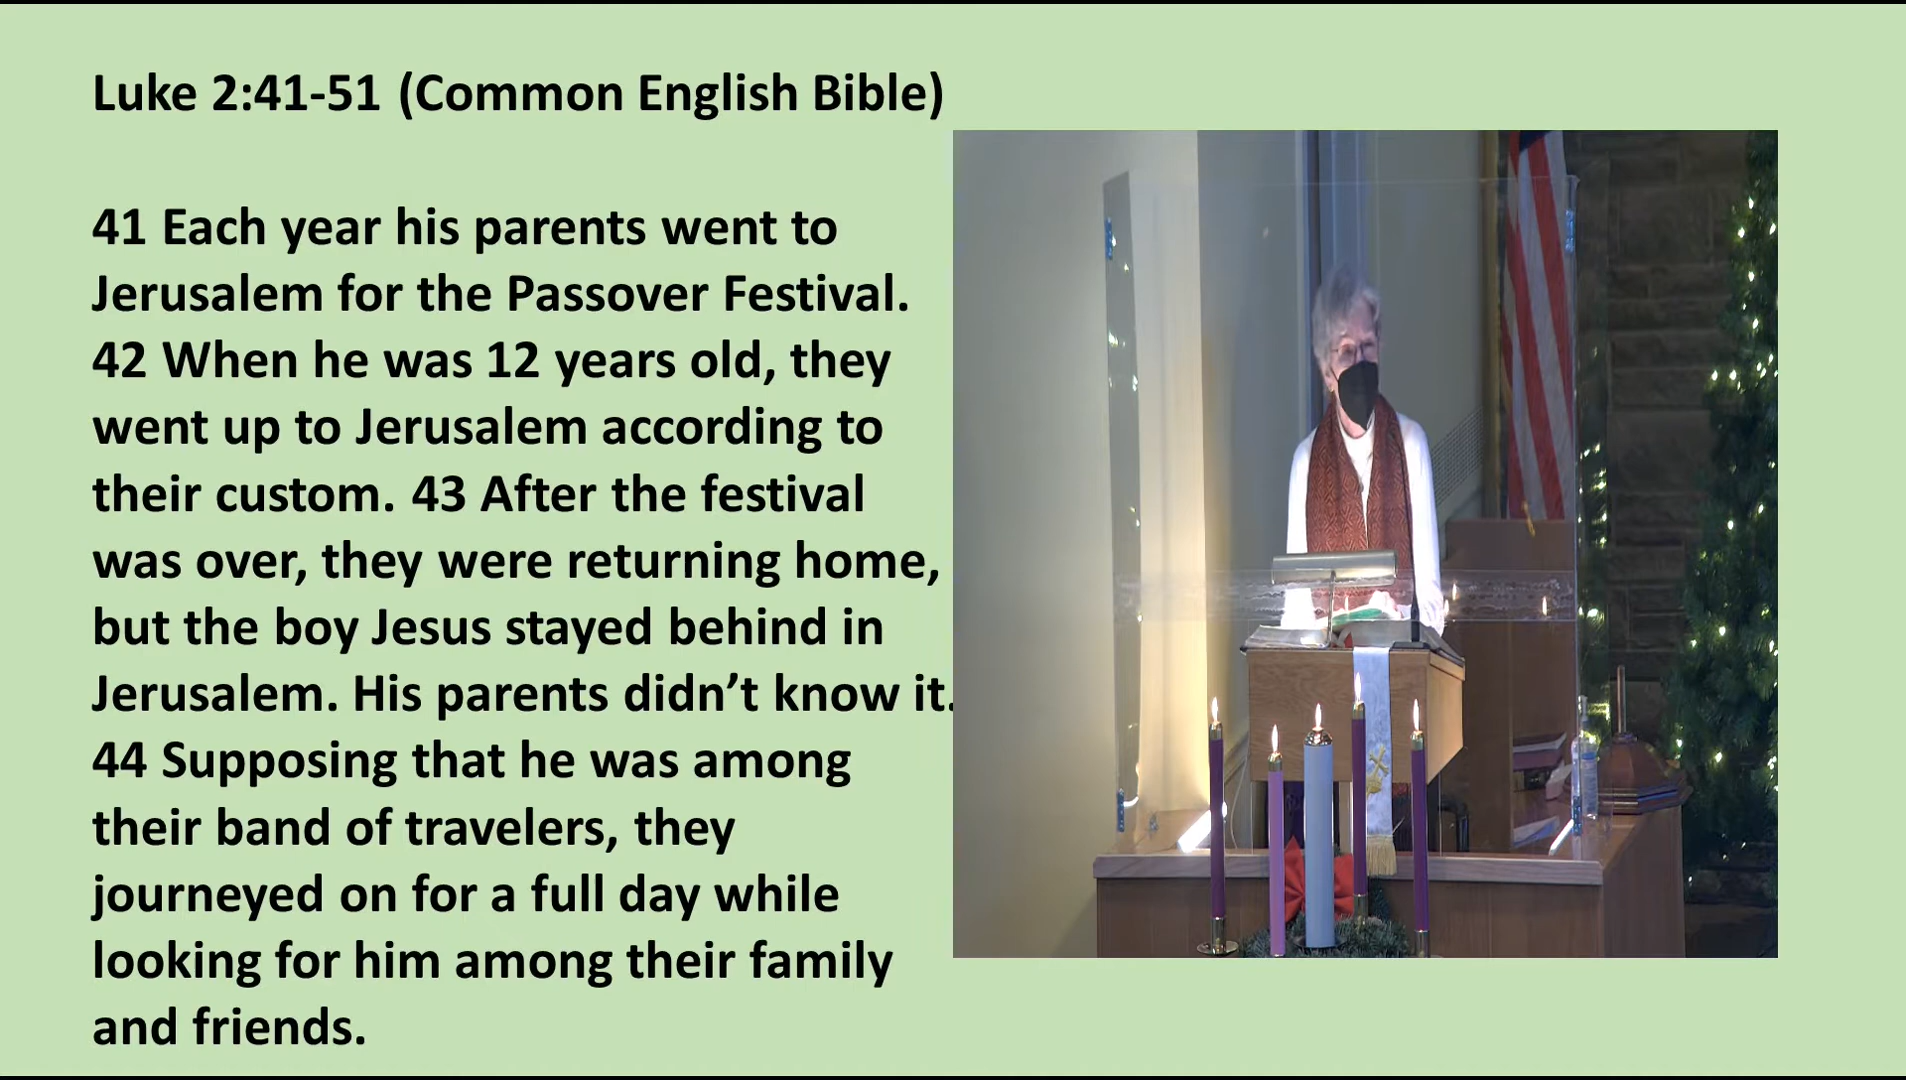 Luke 2:41-51 (Common English Bible)
41 Each year his parents went to
Jerusalem for the Passover Festival.
42 When he was 12 years old, they
went up to Jerusalem according to
their custom. 43 After the festival
was over, they were returning home,
but the boy Jesus stayed behind in
Jerusalem. His parents didn’t know it.
44 Supposing that he was among
their band of travelers, they
journeyed on for a full day while
looking for him among their family
and friends.